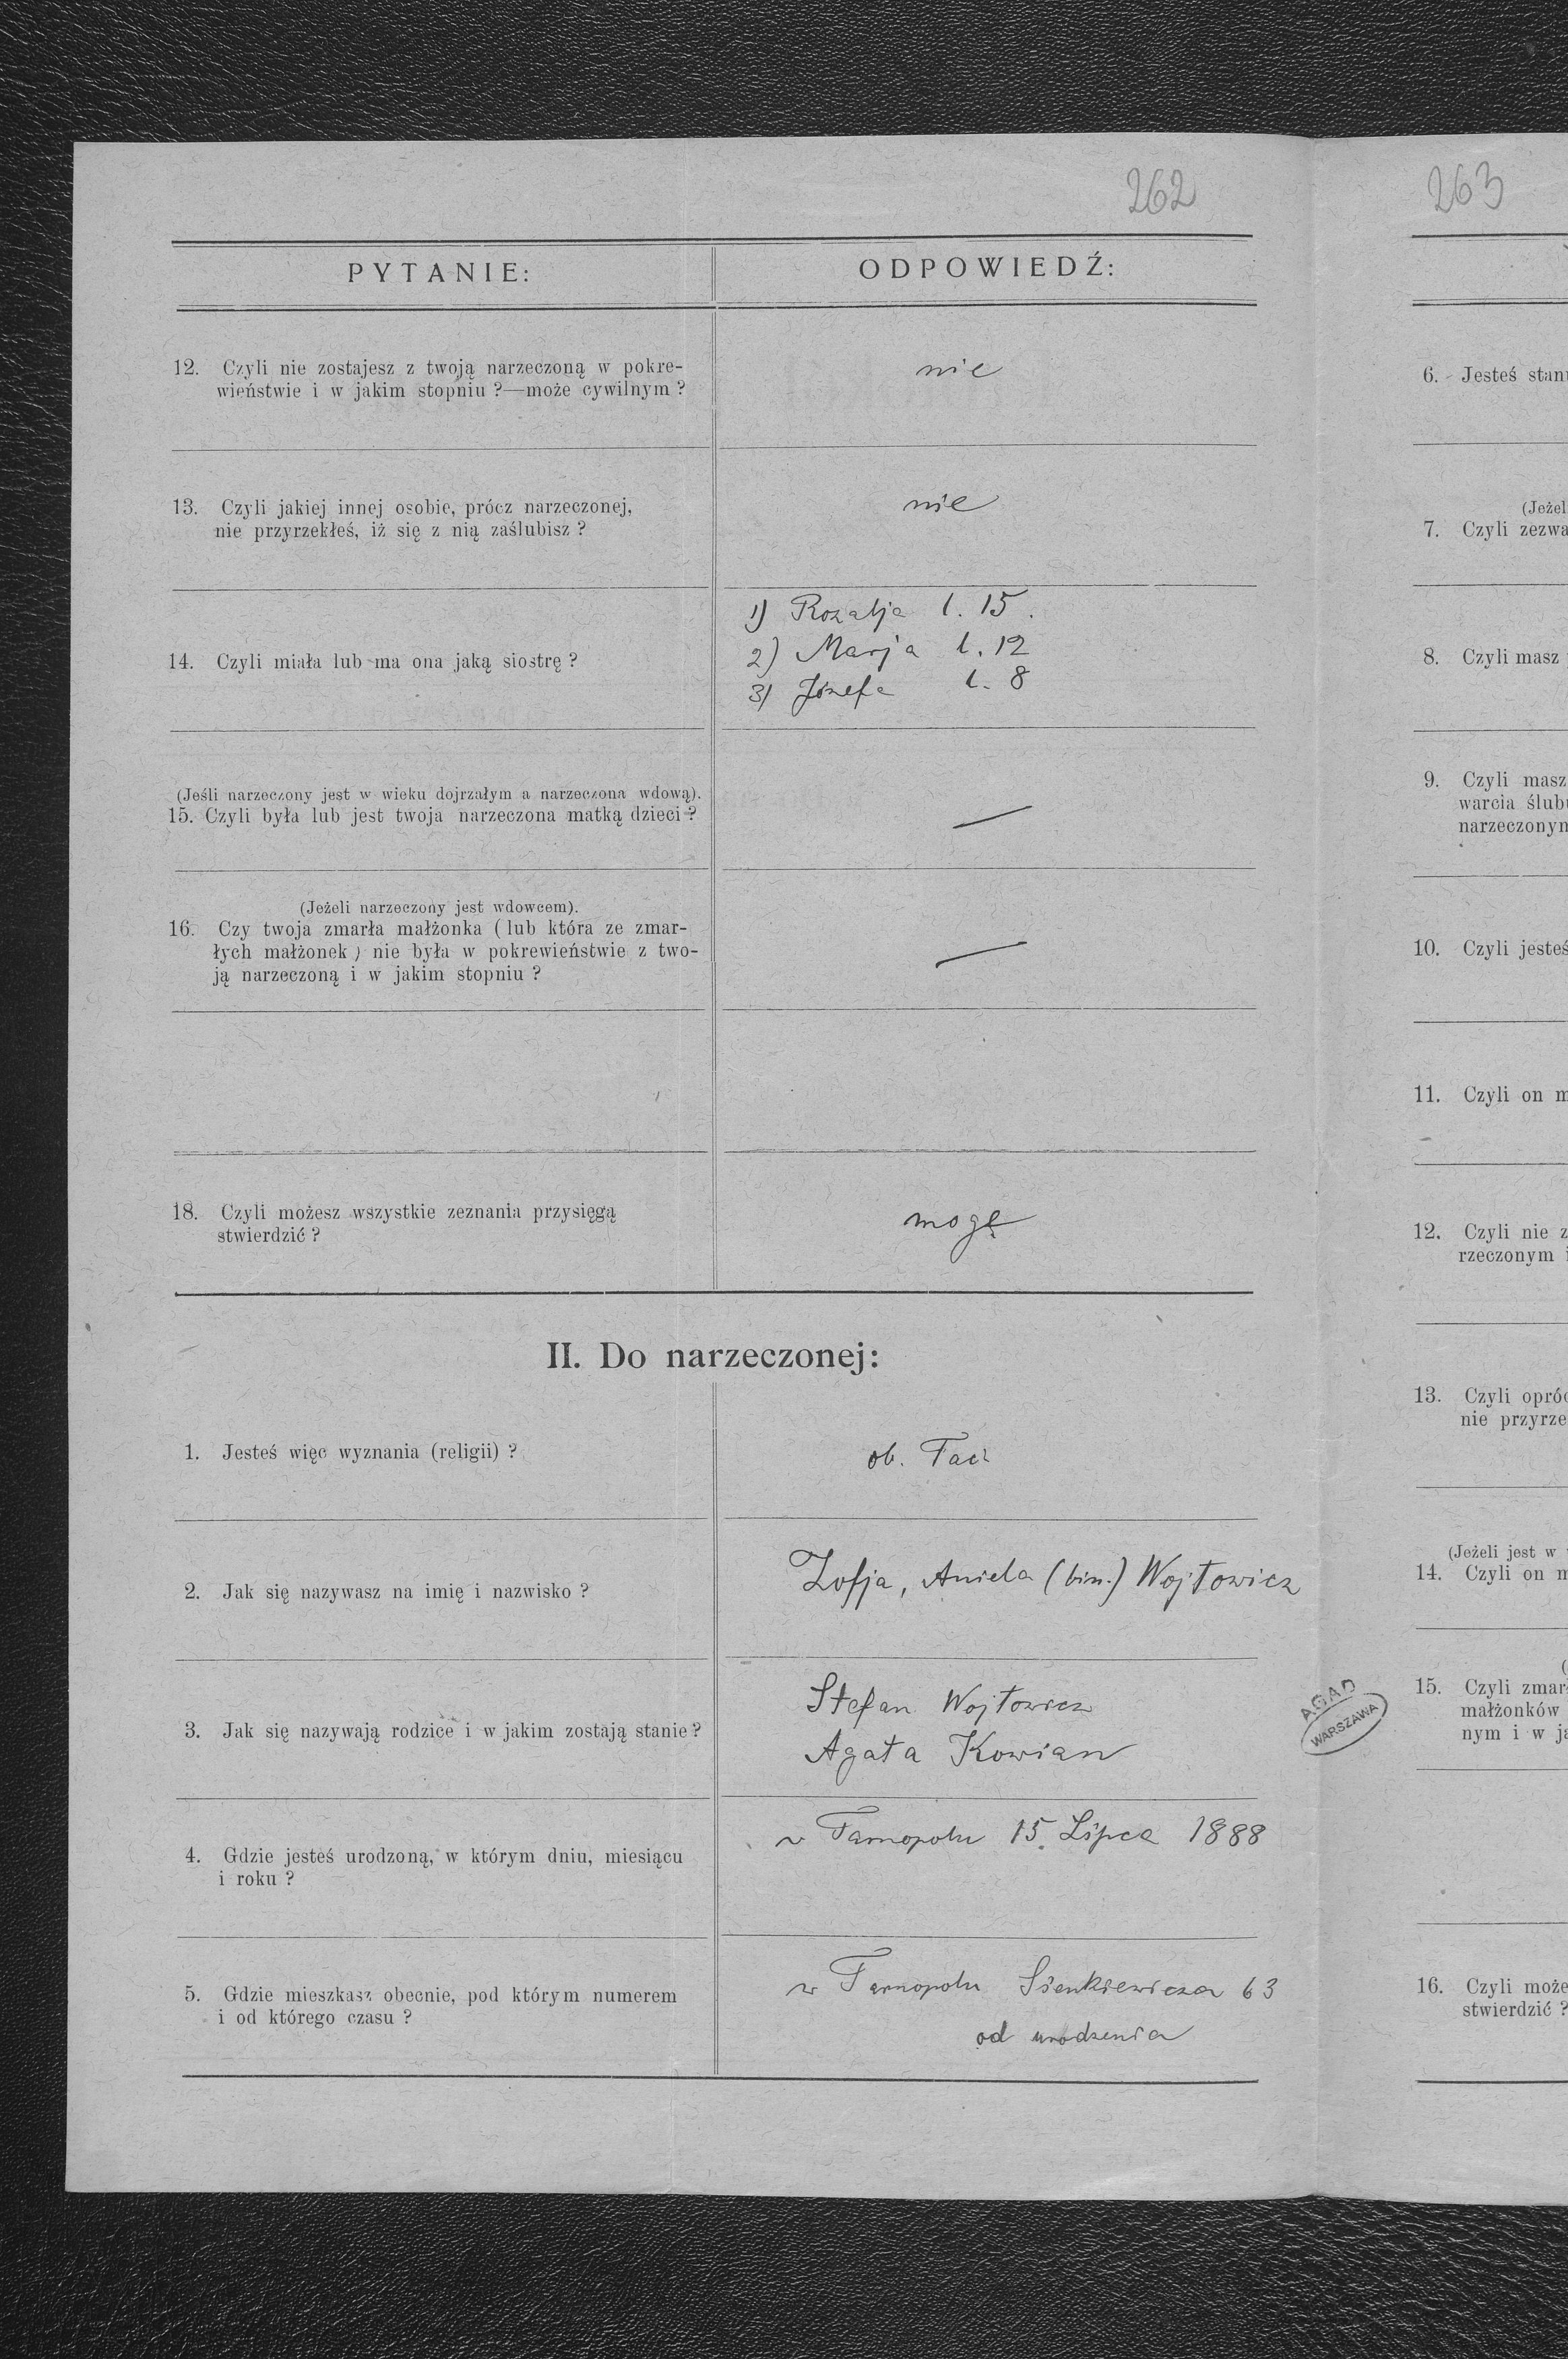 262
263
PYTANIE:
ODPOWIEDŹ:
12. Czyli nie zostajesz z twoją narzeczoną w pokre-
wieństwie i w jakim stopniu ?—może cywilnym ?
nie
13. Czyli jakiej innej osobie, prócz narzeczonej,
nie przyrzekłeś, iż się z nią zaślubisz ?
nie
14. Czyli miała lub ma ona jaką siostrę ?
1) Rozalja l. 15.
2) Marja l. 12
3) Józefa l. 8
(Jeśli narzeczony jest w wieku dojrzałym a narzeczona wdową).
15. Czyli była lub jest twoja narzeczona matką dzieci ?
—
(Jeżeli narzeczony jest wdowcem).
16. Czy twoja zmarła małżonka ( lub która ze zmar-
łych małżonek ) nie była w pokrewieństwie z two-
ją narzeczoną i w jakim stopniu ?
—
18. Czyli możesz wszystkie zeznania przysięgą
stwierdzić ?
mogę
II. Do narzeczonej:
1. Jesteś więc wyznania (religii) ?
ob. Łać
2. Jak się nazywasz na imię i nazwisko ?
Zofja, Aniela (bim.) Wojtowicz
3. Jak się nazywają rodzice i w jakim zostają stanie ?
Stefan Wojtowicz
Agata Kowian
4. Gdzie jesteś urodzoną, w którym dniu, miesiącu
i roku ?
w Tarnopolu 15. Lipca 1888
5. Gdzie mieszkasz obecnie, pod którym numerem
i od którego czasu ?
w Tarnopolu Sienkiewicza 63
od urodzenia
AGAD
WARSZAWA
6. Jesteś stan
(Jeżel
7. Czyli zezwa
8. Czyli masz
9. Czyli masz
warcia ślub
narzeczonym
10. Czyli jesteś
11. Czyli on m
12. Czyli nie z
rzeczonym i
13. Czyli opróc
nie przyrze
(Jeżeli jest w
14. Czyli on m
15. Czyli zmar
małżonków
nym i w ja
16. Czyli może
stwierdzić ?